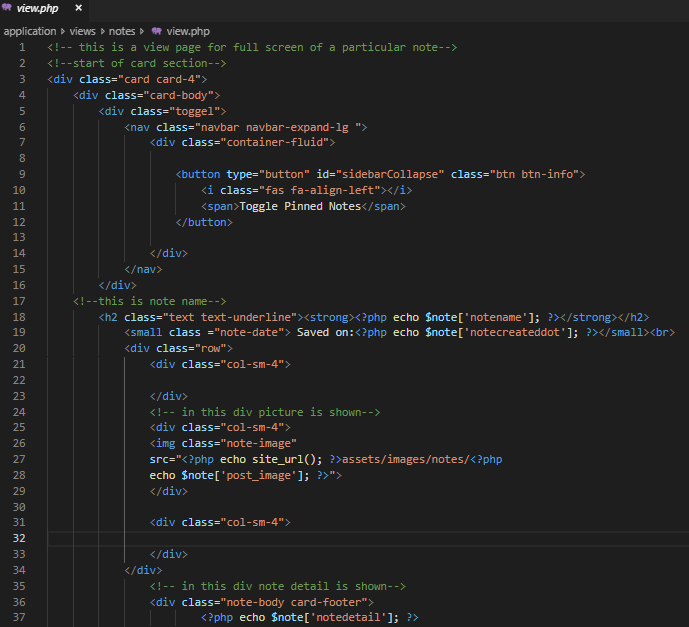 view.php ×
application > views > notes > view.php
1 <!-- this is a view page for full screen of a particular note-->
2 <!--start of card section-->
3 <div class="card card-4">
4 <div class="card-body">
5 <div class="toggel">
6 <nav class="navbar navbar-expand-lg ">
7 <div class="container-fluid">
8
9 <button type="button" id="sidebarCollapse" class="btn btn-info">
10 <i class="fas fa-align-left"></i>
11 <span>Toggle Pinned Notes</span>
12 </button>
13
14 </div>
15 </nav>
16 </div>
17 <!--this is note name-->
18 <h2 class="text text-underline"><strong><?php echo $note['notename']; ?></strong></h2>
19 <small class ="note-date"> Saved on:<?php echo $note['notecreateddot']; ?></small><br>
20 <div class="row">
21 <div class="col-sm-4">
22
23 </div>
24 <!-- in this div picture is shown-->
25 <div class="col-sm-4">
26 <img class="note-image"
27 src="<?php echo site_url(); ?>assets/images/notes/<?php
28 echo $note['post_image']; ?>">
29 </div>
30
31 <div class="col-sm-4">
32
33 </div>
34 </div>
35 <!-- in this div note detail is shown-->
36 <div class="note-body card-footer">
37 <?php echo $note['notedetail']; ?>